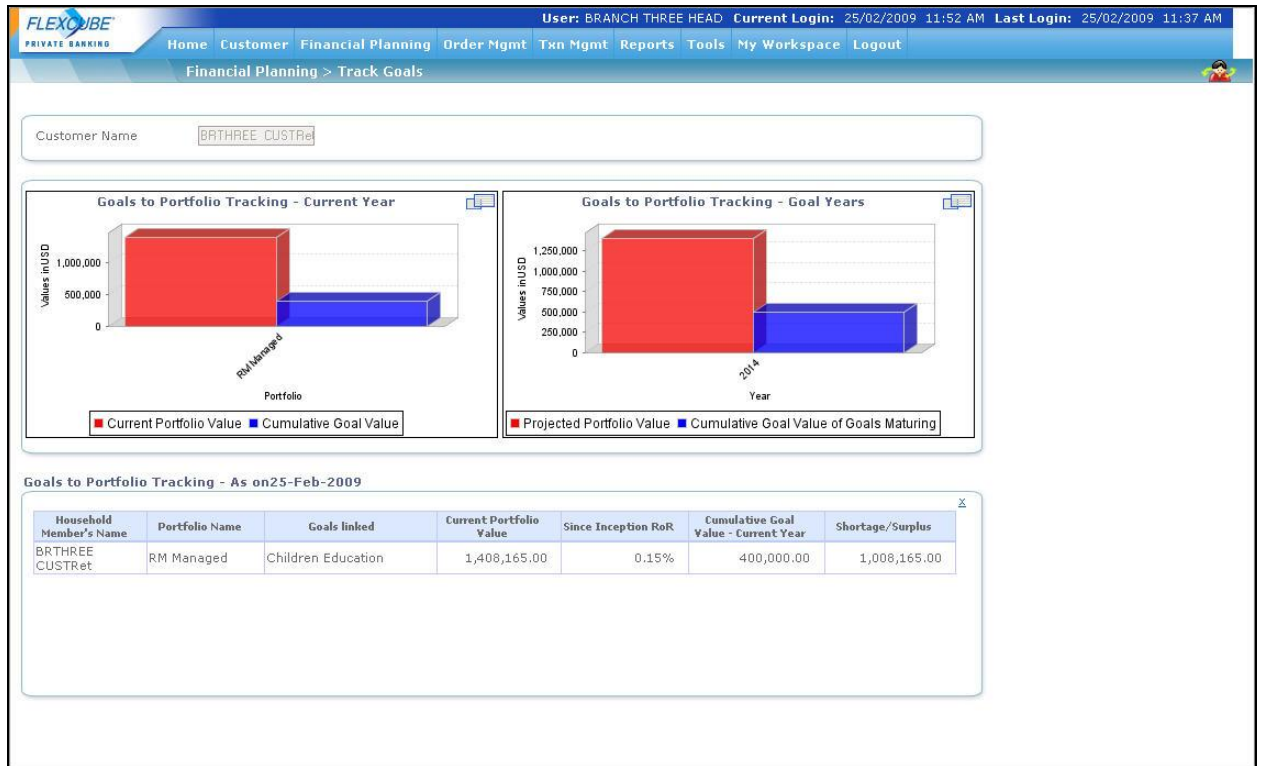 FLEXCUBE
PRIVATE BANKING
User: BRANCH THREE HEAD Current Login: 25/02/2009 11:52 AM Last Login: 25/02/2009 11:37 AM
Home Customer Financial Planning Order Mgmt Txn Mgmt Reports Tools My Workspace Logout
Financial Planning > Track Goals
Customer Name BRTHREE CUSTRet
Goals to Portfolio Tracking - Current Year
Values inUSD
1,000,000
500,000
0
RM Managed
Portfolio
Current Portfolio Value Cumulative Goal Value
Goals to Portfolio Tracking - Goal Years
Values inUSD
1,250,000
1,000,000
750,000
500,000
250,000
0
2014
Year
Projected Portfolio Value Cumulative Goal Value of Goals Maturing
Goals to Portfolio Tracking - As on25-Feb-2009
X
Household Member's Name Portfolio Name Goals linked Current Portfolio Value Since Inception RoR Cumulative Goal Value - Current Year Shortage/Surplus
BRTHREE CUSTRet RM Managed Children Education 1,408,165.00 0.15% 400,000.00 1,008,165.00